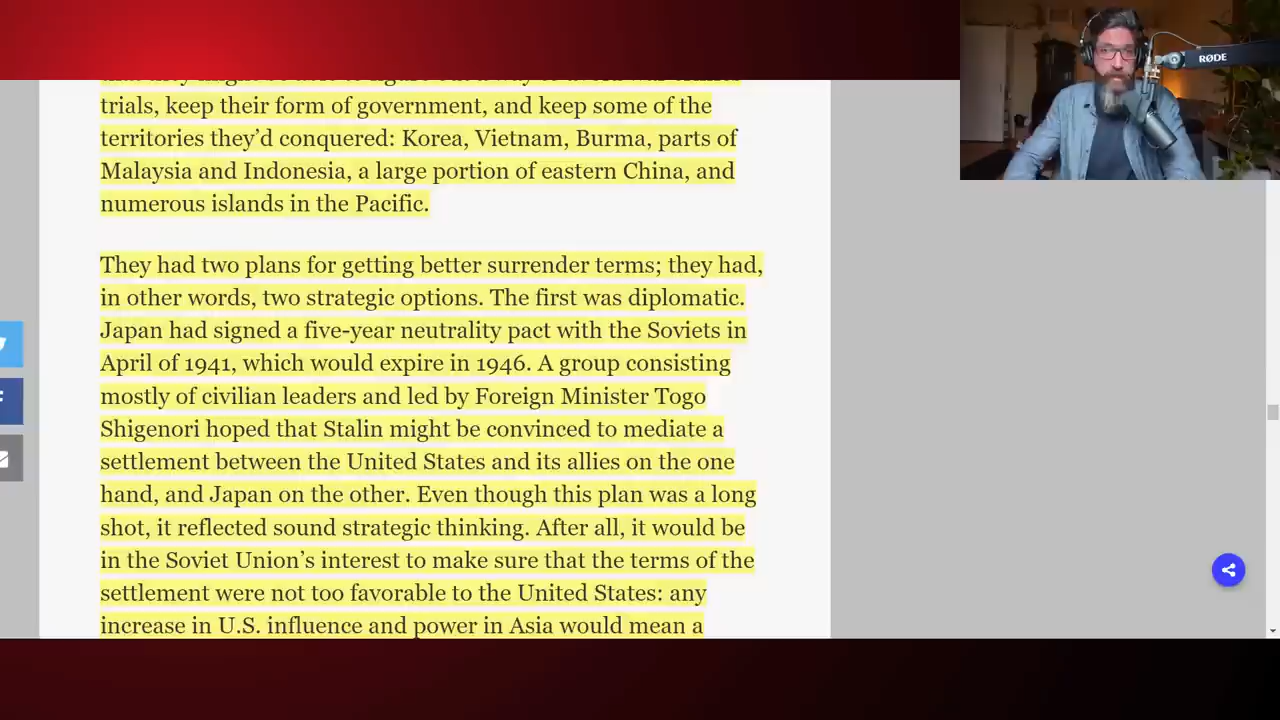 trials, keep their form of government, and keep some of the
territories they’d conquered: Korea, Vietnam, Burma, parts of
Malaysia and Indonesia, a large portion of eastern China, and
numerous islands in the Pacific.
They had two plans for getting better surrender terms; they had,
in other words, two strategic options. The first was diplomatic.
Japan had signed a five-year neutrality pact with the Soviets in
April of 1941, which would expire in 1946. A group consisting
mostly of civilian leaders and led by Foreign Minister Togo
Shigenori hoped that Stalin might be convinced to mediate a
settlement between the United States and its allies on the one
hand, and Japan on the other. Even though this plan was a long
shot, it reflected sound strategic thinking. After all, it would be
in the Soviet Union’s interest to make sure that the terms of the
settlement were not too favorable to the United States: any
increase in U.S. influence and power in Asia would mean a
RØDE